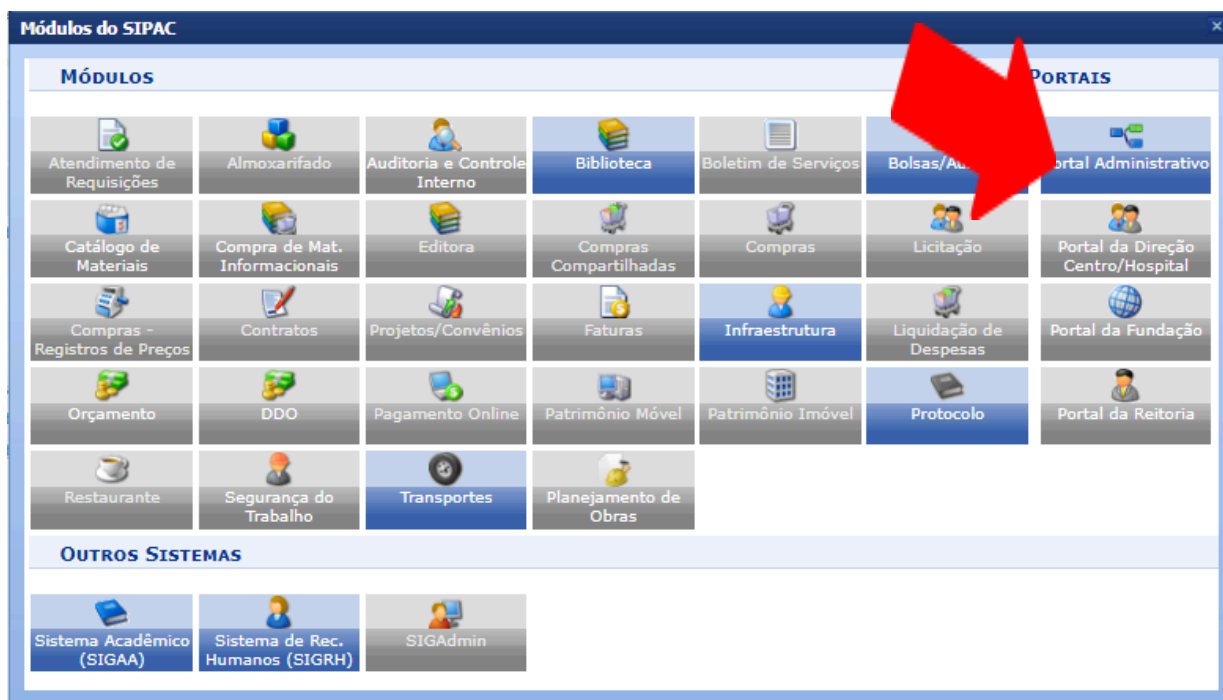 Módulos do SIPAC
MÓDULOS
PORTAIS
Atendimento de
Requisições
Almoxarifado
Auditoria e Controle
Interno
Biblioteca
Boletim de Serviços
Portal Administrativo
Catálogo de
Materiais
Compra de Mat.
Informacionais
Editora
Compras
Compartilhadas
Compras
Licitação
Portal da Direção
Centro/Hospital
Compras -
Registros de Preços
Contratos
Projetos/Convênios
Faturas
Infraestrutura
Liquidação de
Despesas
Portal da Fundação
Orçamento
DDO
Pagamento Online
Patrimônio Móvel
Patrimônio Imóvel
Protocolo
Portal da Reitoria
Restaurante
Segurança do
Trabalho
Transportes
Planejamento de
Obras
OUTROS SISTEMAS
Sistema Acadêmico
(SIGAA)
Sistema de Rec.
Humanos (SIGRH)
SIGAdmin